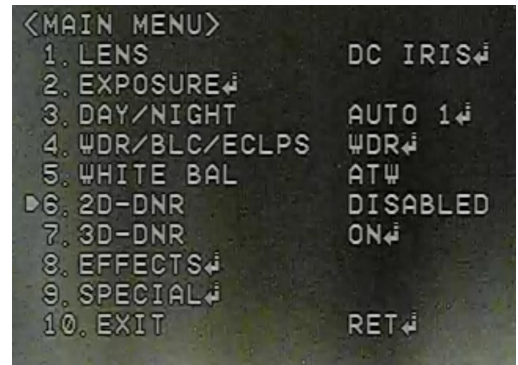 <MAIN MENU>
1. LENS DC IRIS↲
2. EXPOSURE↲
3. DAY/NIGHT AUTO 1↲
4. WDR/BLC/ECLPS WDR↲
5. WHITE BAL ATW
6. 2D-DNR DISABLED
7. 3D-DNR ON↲
8. EFFECTS↲
9. SPECIAL↲
10. EXIT RET↲